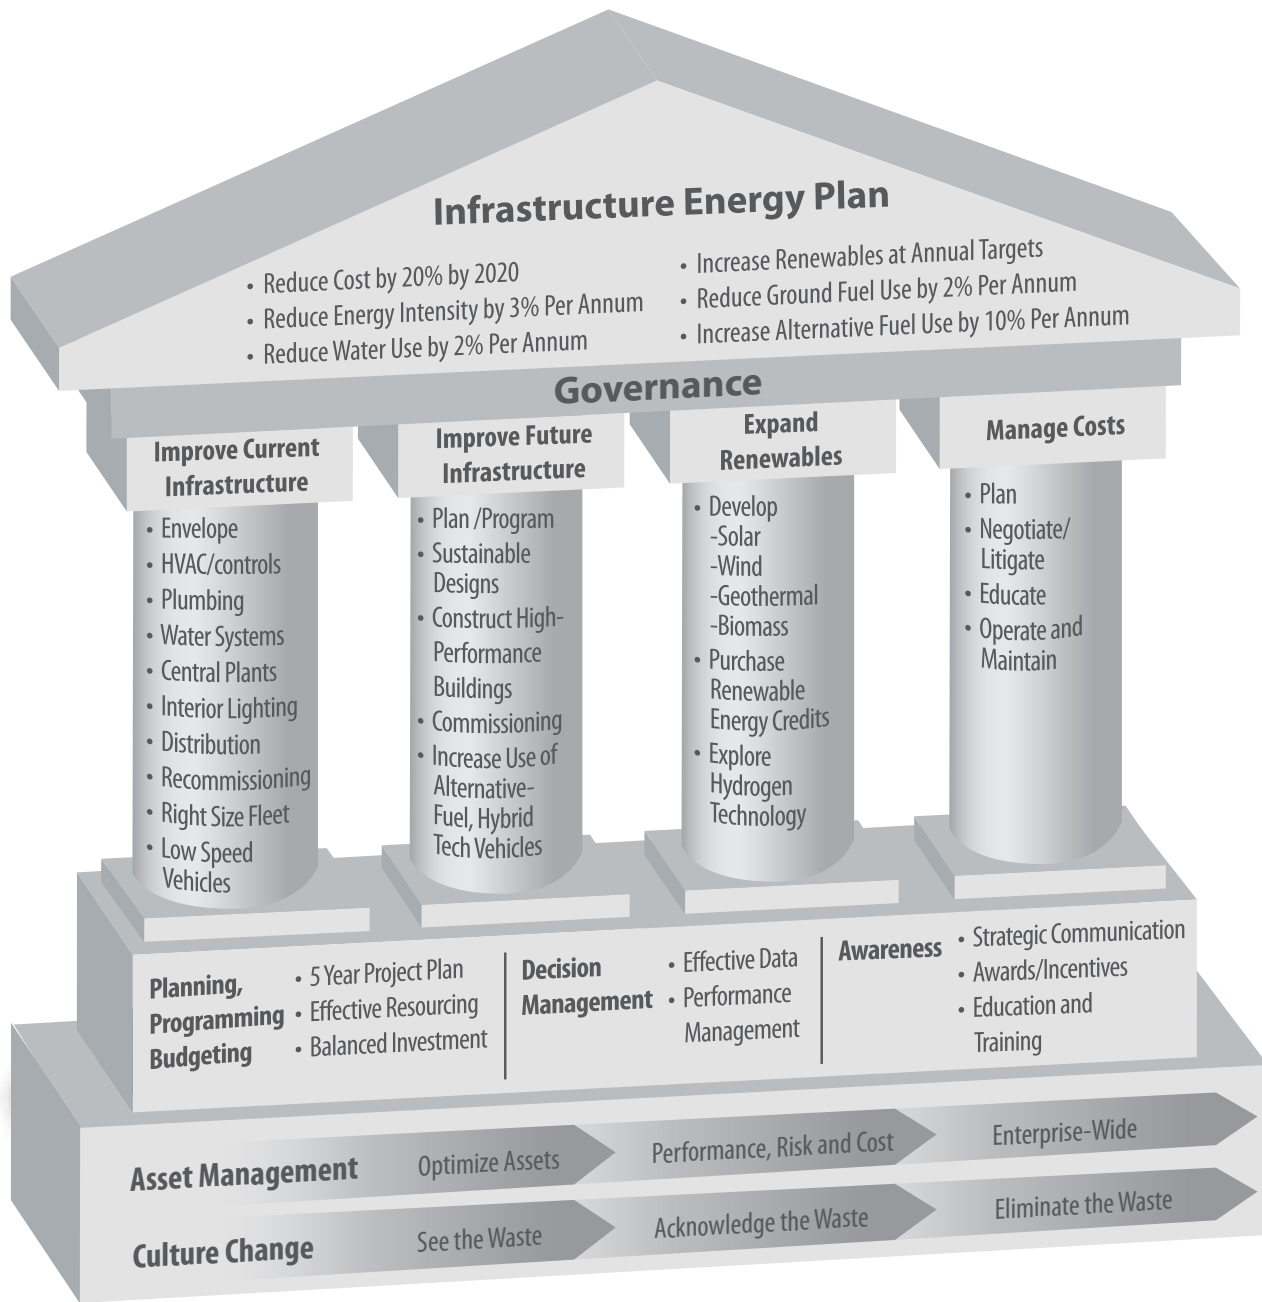 Infrastructure Energy Plan
• Reduce Cost by 20% by 2020
• Reduce Energy Intensity by 3% Per Annum
• Reduce Water Use by 2% Per Annum
• Increase Renewables at Annual Targets
• Reduce Ground Fuel Use by 2% Per Annum
• Increase Alternative Fuel Use by 10% Per Annum
Governance
Improve Current
Infrastructure
• Envelope
• HVAC/controls
• Plumbing
• Water Systems
• Central Plants
• Interior Lighting
• Distribution
• Recommissioning
• Right Size Fleet
• Low Speed
Vehicles
Improve Future
Infrastructure
• Plan /Program
• Sustainable
Designs
• Construct High-
Performance
Buildings
• Commissioning
• Increase Use of
Alternative-
Fuel, Hybrid
Tech Vehicles
Expand
Renewables
• Develop
-Solar
-Wind
-Geothermal
-Biomass
• Purchase
Renewable
Energy Credits
• Explore
Hydrogen
Technology
Manage Costs
• Plan
• Negotiate/
Litigate
• Educate
• Operate and
Maintain
Planning,
Programming
Budgeting
• 5 Year Project Plan
• Effective Resourcing
• Balanced Investment
Decision
Management
• Effective Data
• Performance
Management
Awareness
• Strategic Communication
• Awards/Incentives
• Education and
Training
Asset Management
Optimize Assets
Performance, Risk and Cost
Enterprise-Wide
Culture Change
See the Waste
Acknowledge the Waste
Eliminate the Waste